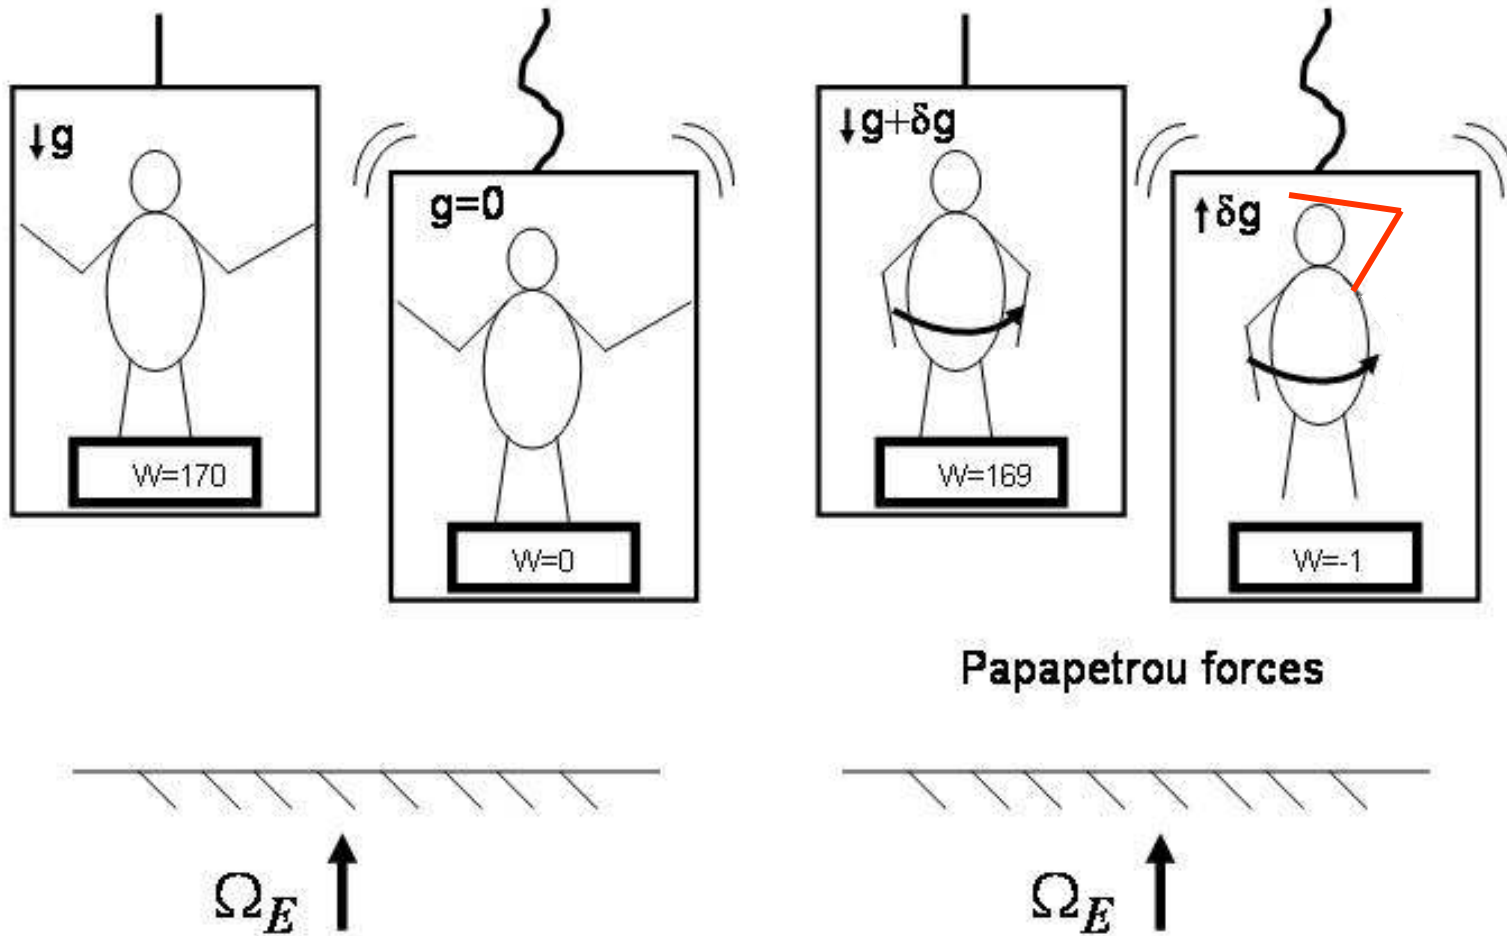 ↓g
g=0
W=170
W=0
↓g+δg
↑δg
W=169
W=-1
Papapetrou forces
Ω_E
Ω_E